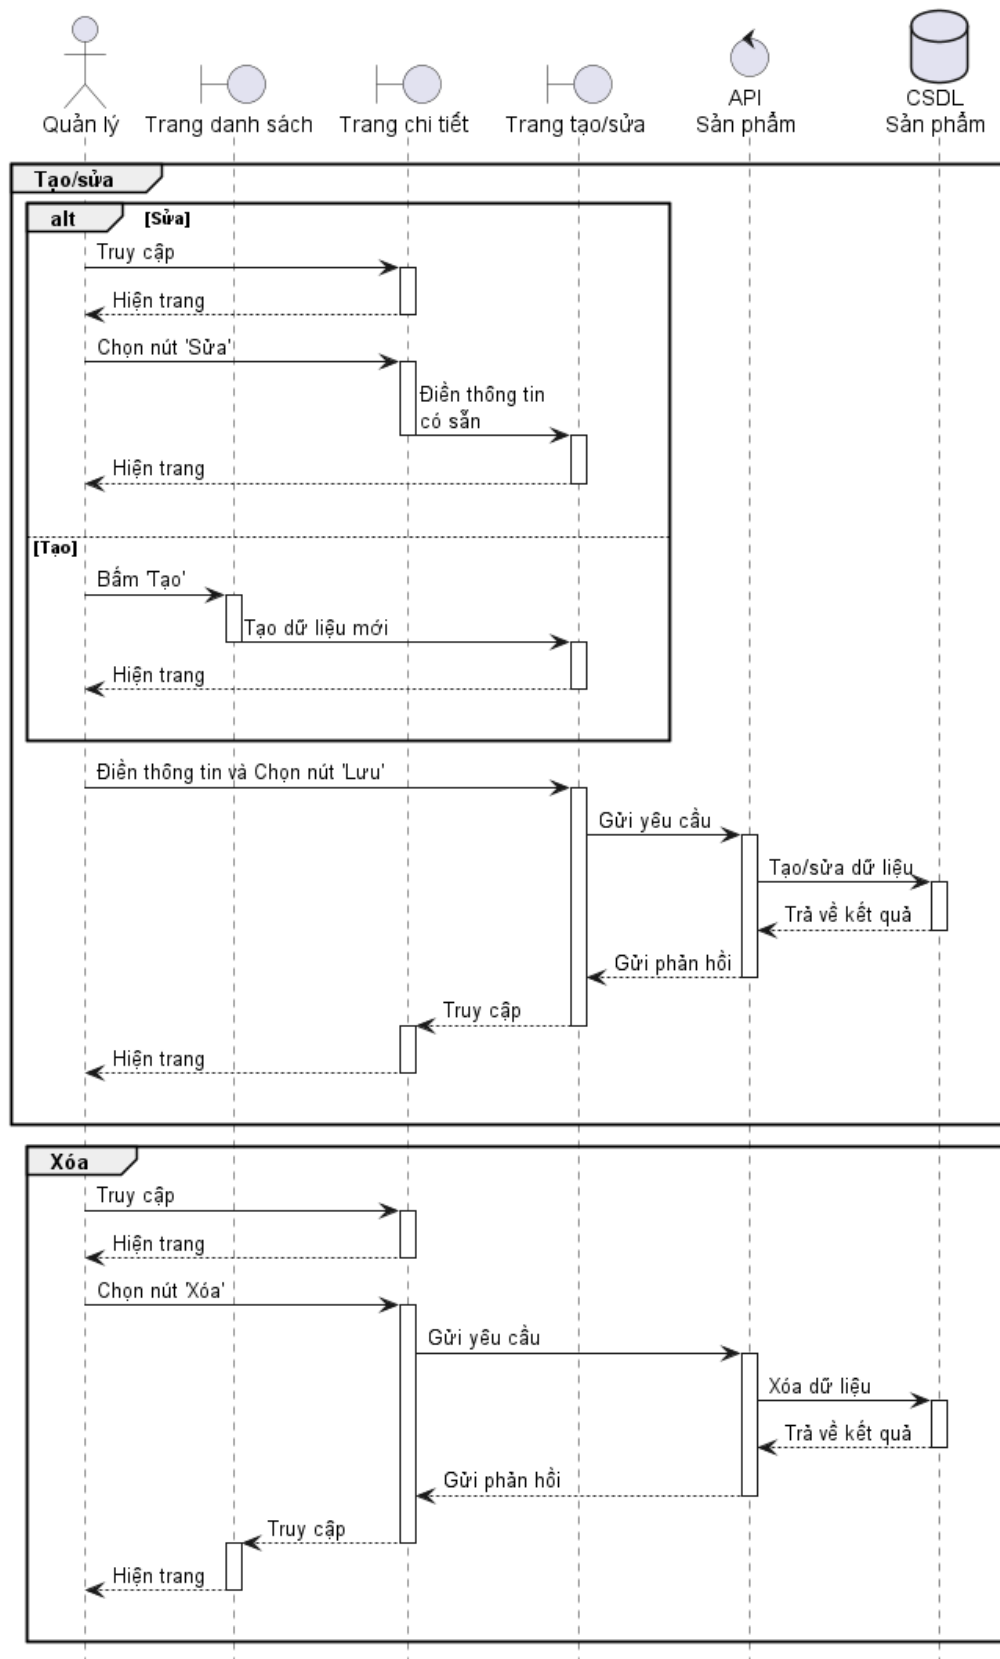 API
CSDL
Quản lý
Trang danh sách
Trang chi tiết
Trang tạo/sửa
Sản phẩm
Sản phẩm
Tạo/sửa
alt
[Sửa]
Truy cập
Hiện trang
Chọn nút 'Sửa'
Điền thông tin
có sẵn
Hiện trang
[Tạo]
Bấm 'Tạo'
Tạo dữ liệu mới
Hiện trang
Điền thông tin và Chọn nút 'Lưu'
Gửi yêu cầu
Tạo/sửa dữ liệu
Trả về kết quả
Gửi phản hồi
Truy cập
Hiện trang
Xóa
Truy cập
Hiện trang
Chọn nút 'Xóa'
Gửi yêu cầu
Xóa dữ liệu
Trả về kết quả
Gửi phản hồi
Truy cập
Hiện trang